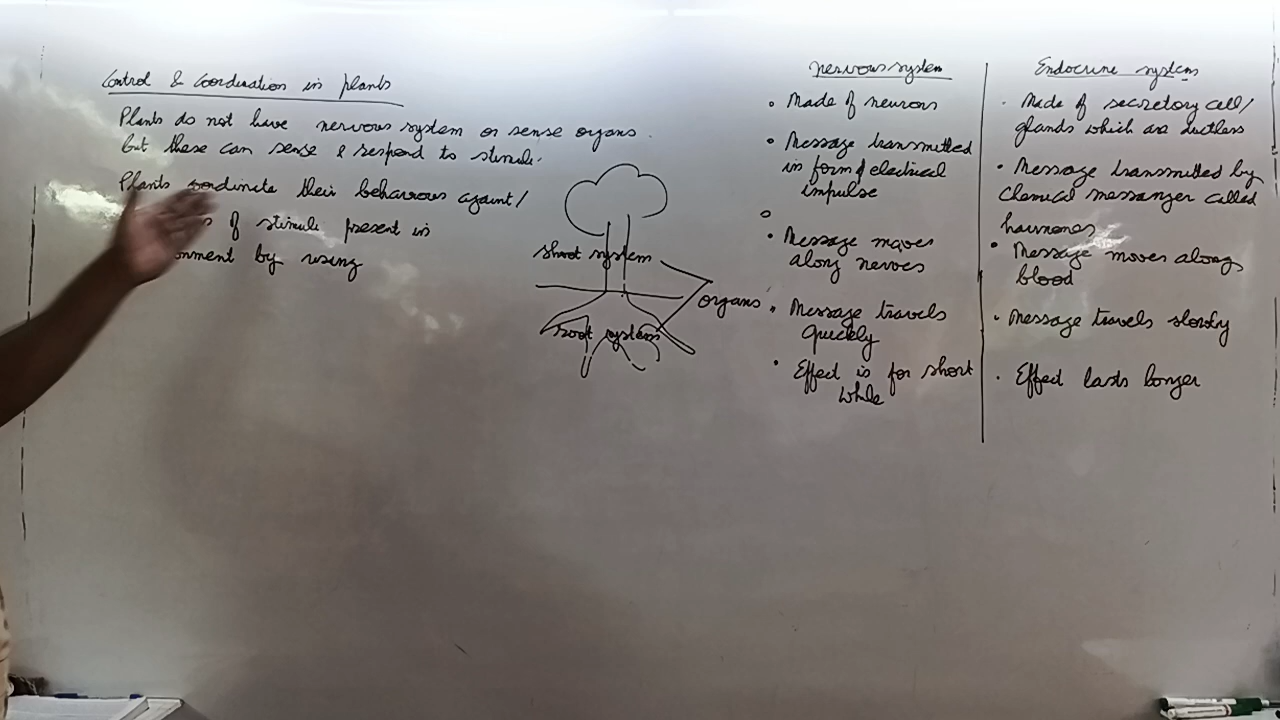 Control & Coordination in plants
Plants do not have nervous system or sense organs.
but these can sense & respond to stimuli.
Plants coordinate their behaviours against/
of stimuli present in
onment by using
shoot system
root system
organs
nervous system
• Made of neurons
• Message transmitted
in form of electrical
impulse
• Message moves
along nerves
• Message travels
quickly
• Effect is for short
while
Endocrine system
• Made of secretory cell/
glands which are ductless
• Message transmitted by
Chemical messanger called
harmones
• Message moves along
blood
• Message travels slowly
• Effect lasts longer